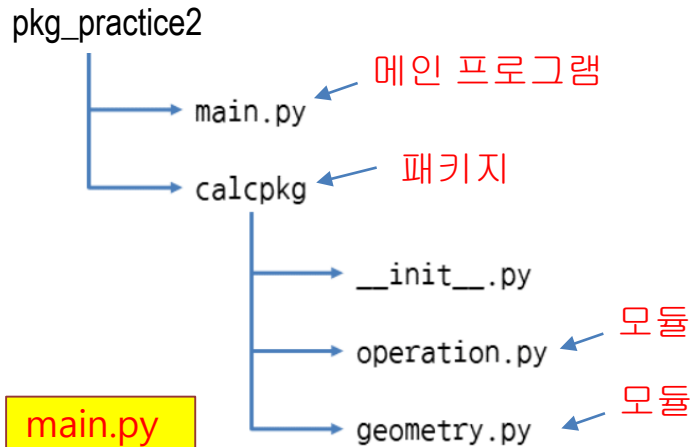 pkg_practice2
메인 프로그램
main.py
패키지
calcpkg
__init__.py
모듈
operation.py
모듈
main.py
geometry.py